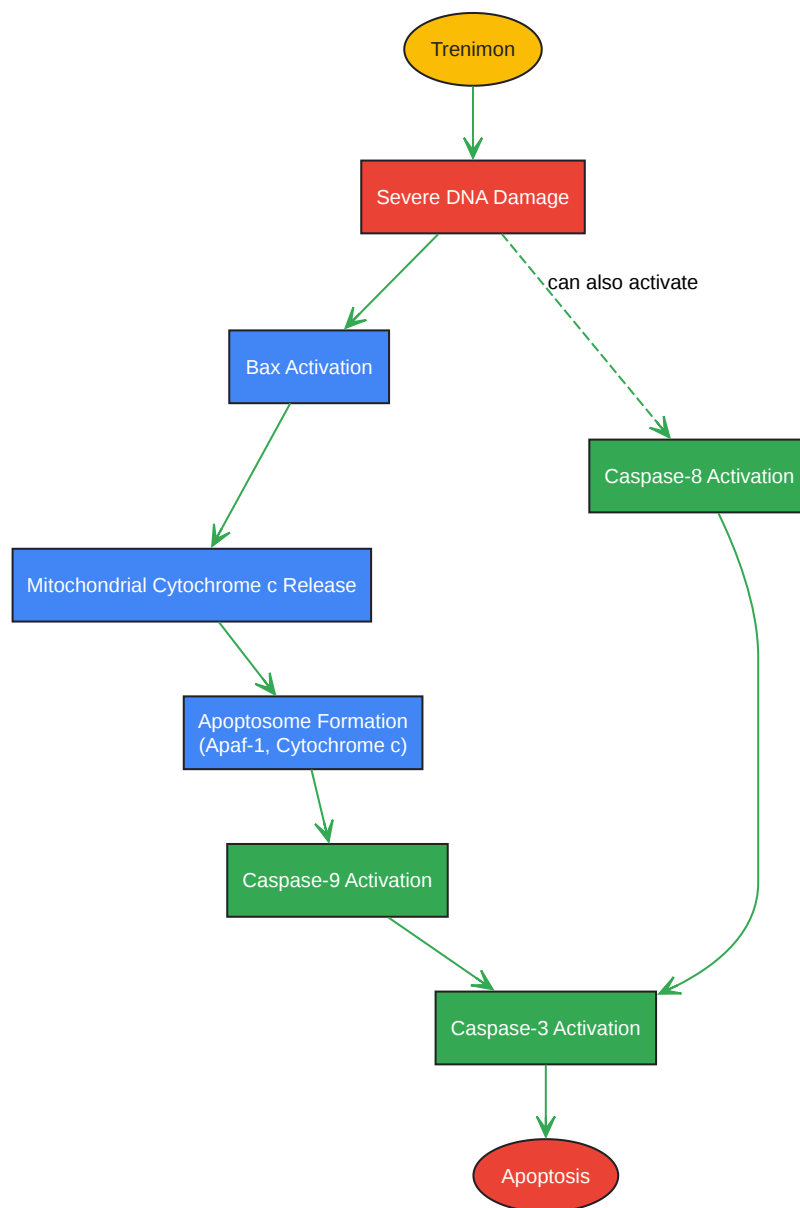 Trenimon
Severe DNA Damage
can also activate
Bax Activation
Caspase-8 Activation
Mitochondrial Cytochrome c Release
Apoptosome Formation
(Apaf-1, Cytochrome c)
Caspase-9 Activation
Caspase-3 Activation
Apoptosis